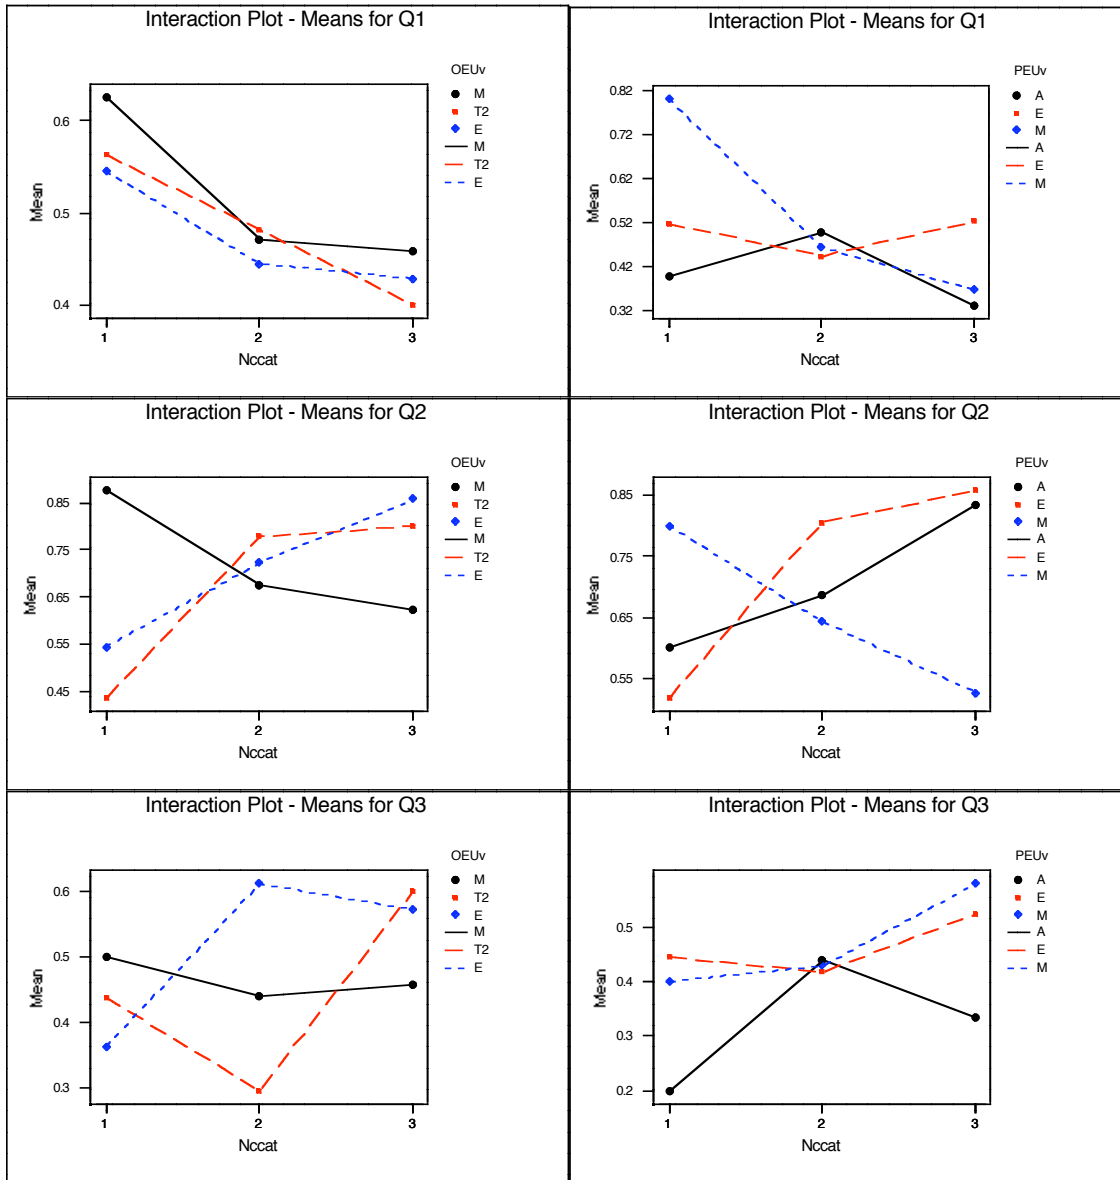 Interaction Plot - Means for Q1
OEUv
M
T2
E
M
T2
E
0.6
0.5
0.4
Mean
1 2 3
Nccat
Interaction Plot - Means for Q1
PEUv
A
E
M
A
E
M
0.82
0.72
0.62
0.52
0.42
0.32
Mean
1 2 3
Nccat
Interaction Plot - Means for Q2
OEUv
M
T2
E
M
T2
E
0.85
0.75
0.65
0.55
0.45
Mean
1 2 3
Nccat
Interaction Plot - Means for Q2
PEUv
A
E
M
A
E
M
0.85
0.75
0.65
0.55
Mean
1 2 3
Nccat
Interaction Plot - Means for Q3
OEUv
M
T2
E
M
T2
E
0.6
0.5
0.4
0.3
Mean
1 2 3
Nccat
Interaction Plot - Means for Q3
PEUv
A
E
M
A
E
M
0.5
0.4
0.3
0.2
Mean
1 2 3
Nccat